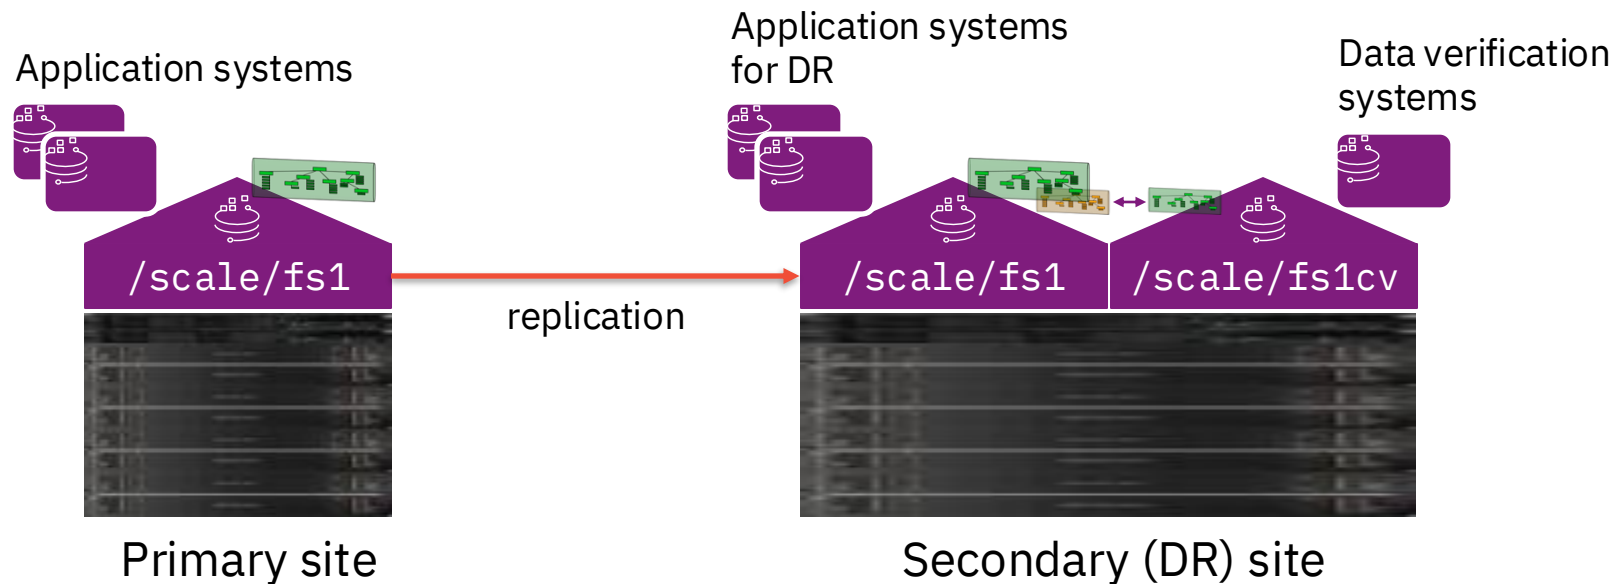 Application systems
Application systems
for DR
Data verification
systems
/scale/fs1
replication
/scale/fs1
/scale/fs1cv
Primary site
Secondary (DR) site